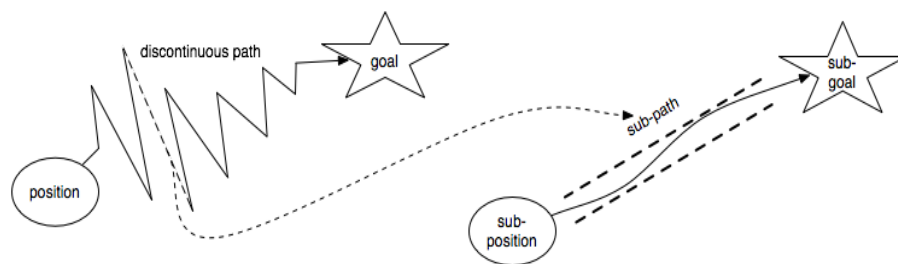 discontinuous path
goal
position
sub-path
sub-
goal
sub-
position